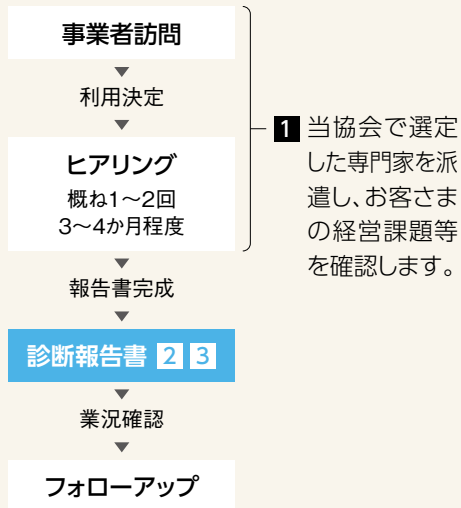 事業者訪問
▼
利用決定
▼
ヒアリング
概ね1〜2回
3〜4か月程度
▼
報告書完成
▼
診断報告書 2 3
▼
業況確認
▼
フォローアップ
1 当協会で選定
した専門家を派
遣し、お客さま
の経営課題等
を確認します。